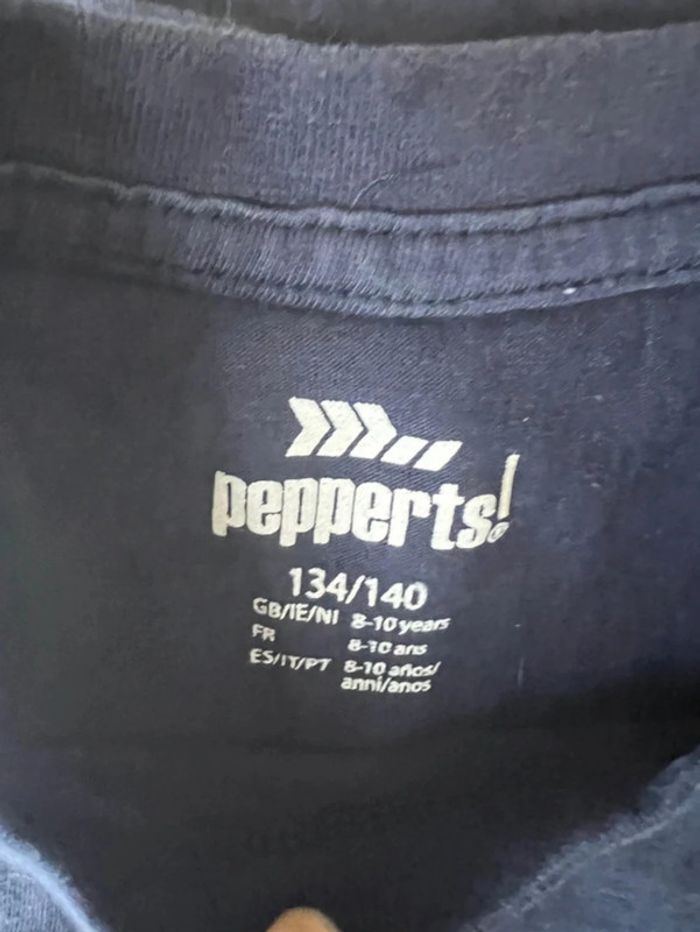 pepperts!
134/140
GB/IE/NI 8-10 years
FR 8-10 ans
ES/IT/PT 8-10 años/
anni/anos